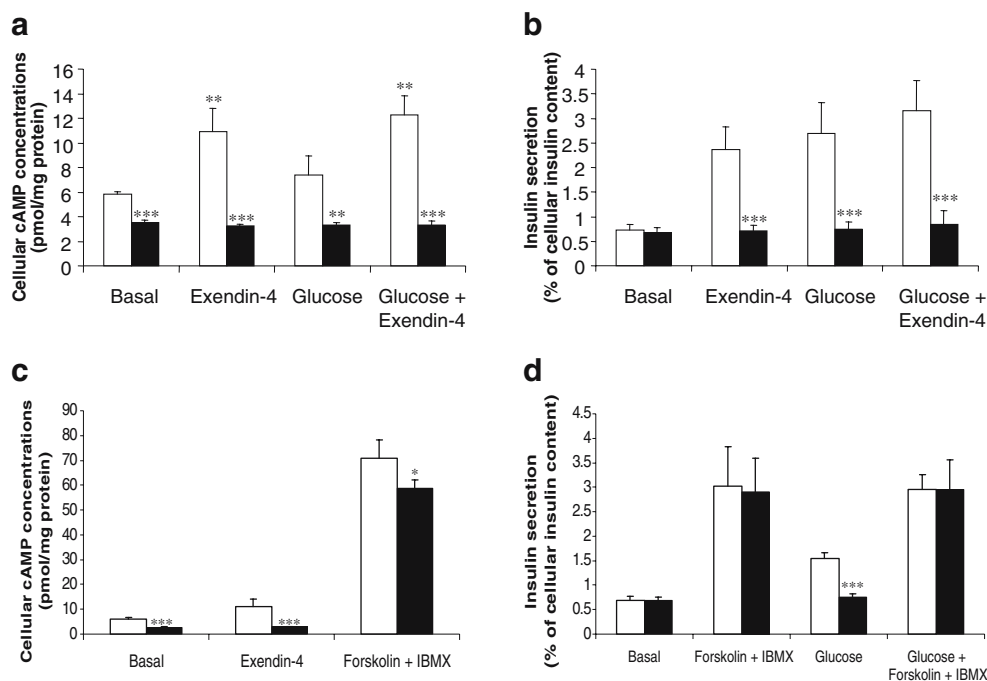 a
Cellular cAMP concentrations
(pmol/mg protein)
16
14
12
10
8
6
4
2
0
**
**
***
***
**
***
Basal
Exendin-4
Glucose
Glucose +
Exendin-4
b
Insulin secretion
(% of cellular insulin content)
4
3.5
3
2.5
2
1.5
1
0.5
0
***
***
***
Basal
Exendin-4
Glucose
Glucose +
Exendin-4
c
Cellular cAMP concentrations
(pmol/mg protein)
90
80
70
60
50
40
30
20
10
0
***
***
*
Basal
Exendin-4
Forskolin + IBMX
d
Insulin secretion
(% of cellular insulin content)
4.5
4
3.5
3
2.5
2
1.5
1
0.5
0
***
Basal
Forskolin + IBMX
Glucose
Glucose +
Forskolin + IBMX